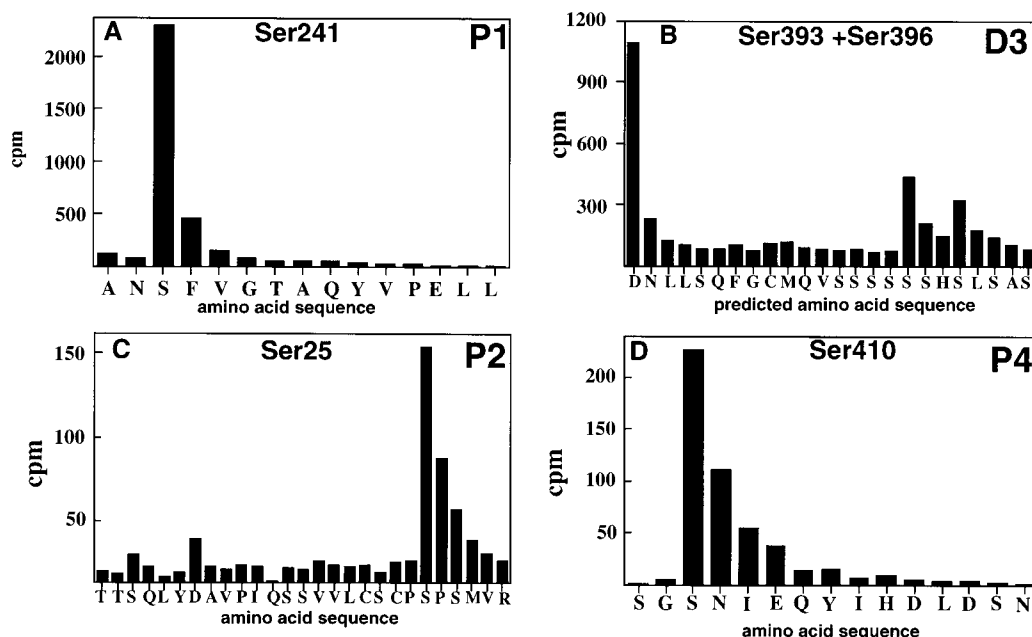 A Ser241 P1
2000
1500
1000
500
cpm
A N S F V G T A Q Y V P E L L
amino acid sequence
B Ser393 +Ser396 D3
1200
900
600
300
cpm
D N L L S Q F G C M Q V S S S S S S H S L S A S
predicted amino acid sequence
C Ser25 P2
150
100
50
cpm
T T S Q L Y D A V P I Q S S V V L C S C P S P S M V R
amino acid sequence
D Ser410 P4
200
150
100
50
cpm
S G S N I E Q Y I H D L D S N
amino acid sequence